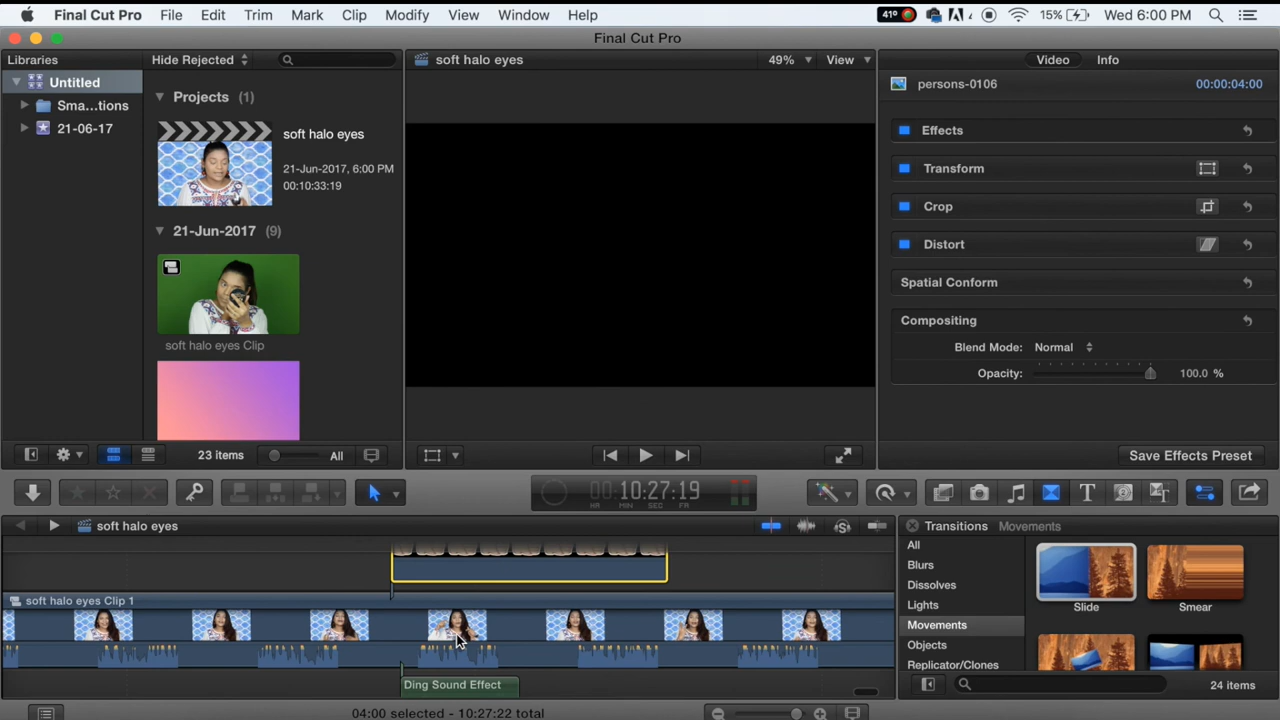 Final Cut Pro File Edit Trim Mark Clip Modify View Window Help 41° 15% Wed 6:00 PM
Final Cut Pro
Libraries Hide Rejected soft halo eyes 49% View Video Info
Untitled
Sma...tions
21-06-17
Projects (1)
soft halo eyes
21-Jun-2017, 6:00 PM
00:10:33:19
21-Jun-2017 (9)
soft halo eyes Clip
persons-0106 00:00:04:00
Effects
Transform
Crop
Distort
Spatial Conform
Compositing
Blend Mode: Normal
Opacity: 100.0 %
23 items All
Save Effects Preset
00:10:27:19
HR MIN SEC FR
soft halo eyes
Transitions Movements
soft halo eyes Clip 1
Ding Sound Effect
All
Blurs
Dissolves
Lights
Movements
Objects
Replicator/Clones
Slide Smear
24 items
04:00 selected - 10:27:22 total